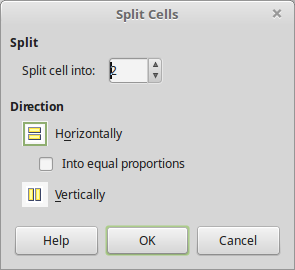 Split Cells
Split
Split cell into: 2
Direction
Horizontally
Into equal proportions
Vertically
Help OK Cancel